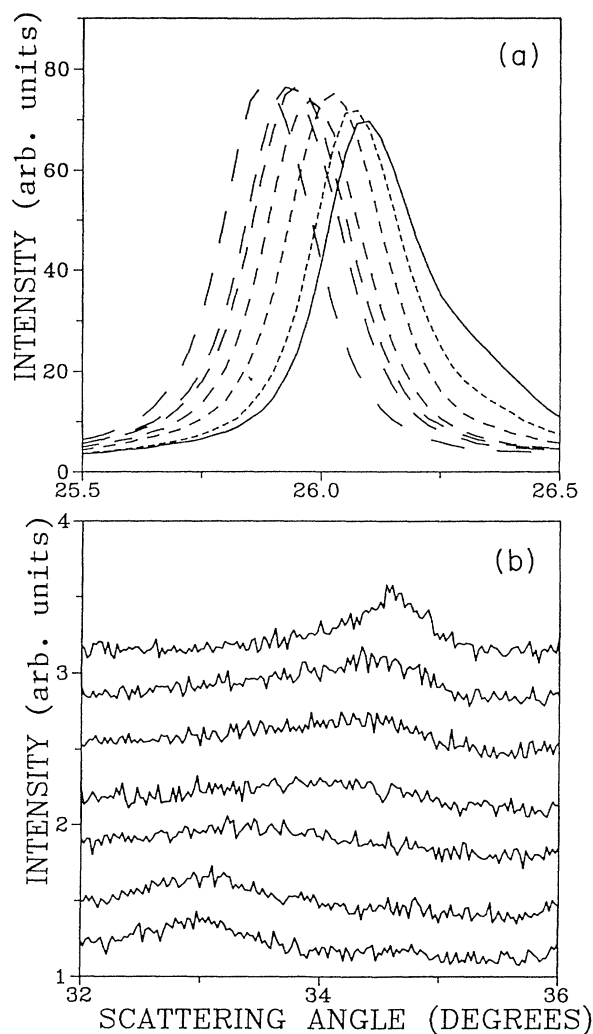 (a)
INTENSITY (arb. units)
80
60
40
20
0
25.5 26.0 26.5
(b)
INTENSITY (arb. units)
4
3
2
1
32 34 36
SCATTERING ANGLE (DEGREES)